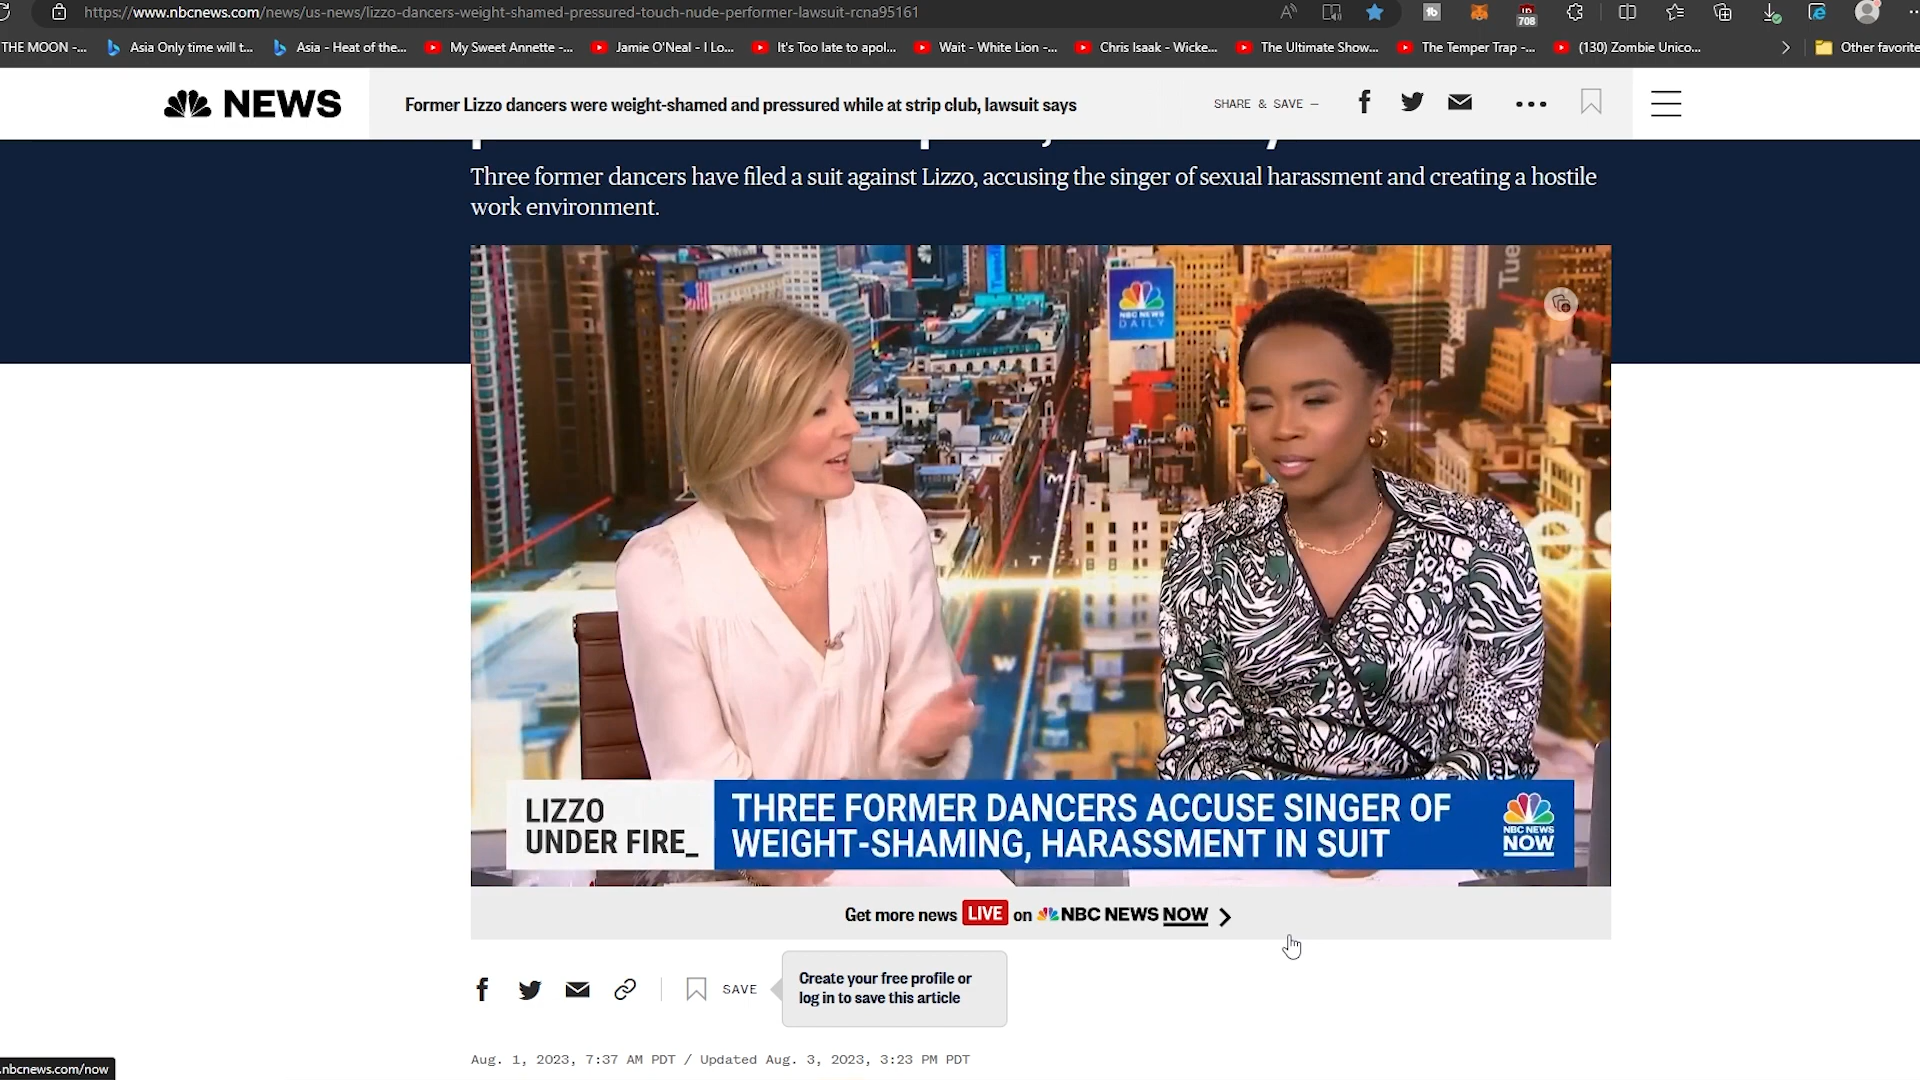 https://www.nbcnews.com/news/us-news/lizzo-dancers-weight-shamed-pressured-touch-nude-performer-lawsuit-rcna95161
708
THE MOON -...
Asia Only time will t...
Asia - Heat of the...
My Sweet Annette -...
Jamie O'Neal - I Lo...
It's Too late to apol...
Wait - White Lion -...
Chris Isaak - Wicke...
The Ultimate Show...
The Temper Trap -...
(130) Zombie Unico...
Other favorite
NEWS
Former Lizzo dancers were weight-shamed and pressured while at strip club, lawsuit says
SHARE & SAVE —
Three former dancers have filed a suit against Lizzo, accusing the singer of sexual harassment and creating a hostile
work environment.
Tuesd
Tue
NBC NEWS
DAILY
LIZZO
UNDER FIRE_
THREE FORMER DANCERS ACCUSE SINGER OF
WEIGHT-SHAMING, HARASSMENT IN SUIT
NBC NEWS
NOW
Get more news LIVE on NBC NEWS NOW
SAVE
Create your free profile or
log in to save this article
Aug. 1, 2023, 7:37 AM PDT / Updated Aug. 3, 2023, 3:23 PM PDT
.nbcnews.com/now